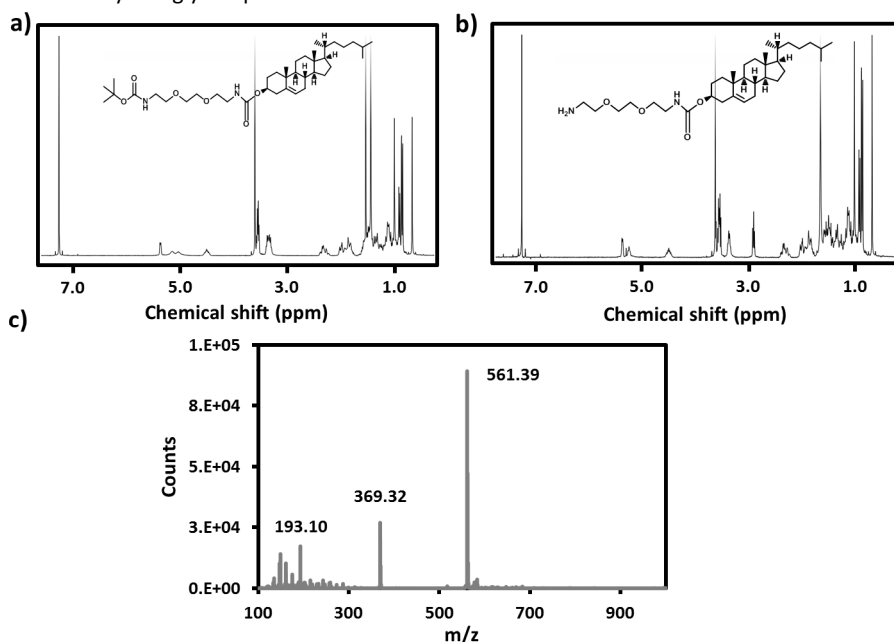 a)
b)
H
H
H
H
H
N
O
O
O
N
H
O
O
O
7.0 5.0 3.0 1.0
Chemical shift (ppm)
H
H
H
H
H
N
H₂N
O
O
O
O
7.0 5.0 3.0 1.0
Chemical shift (ppm)
c)
1.E+05
8.E+04
5.E+04
3.E+04
0.E+00
Counts
561.39
369.32
193.10
100 300 500 700 900
m/z